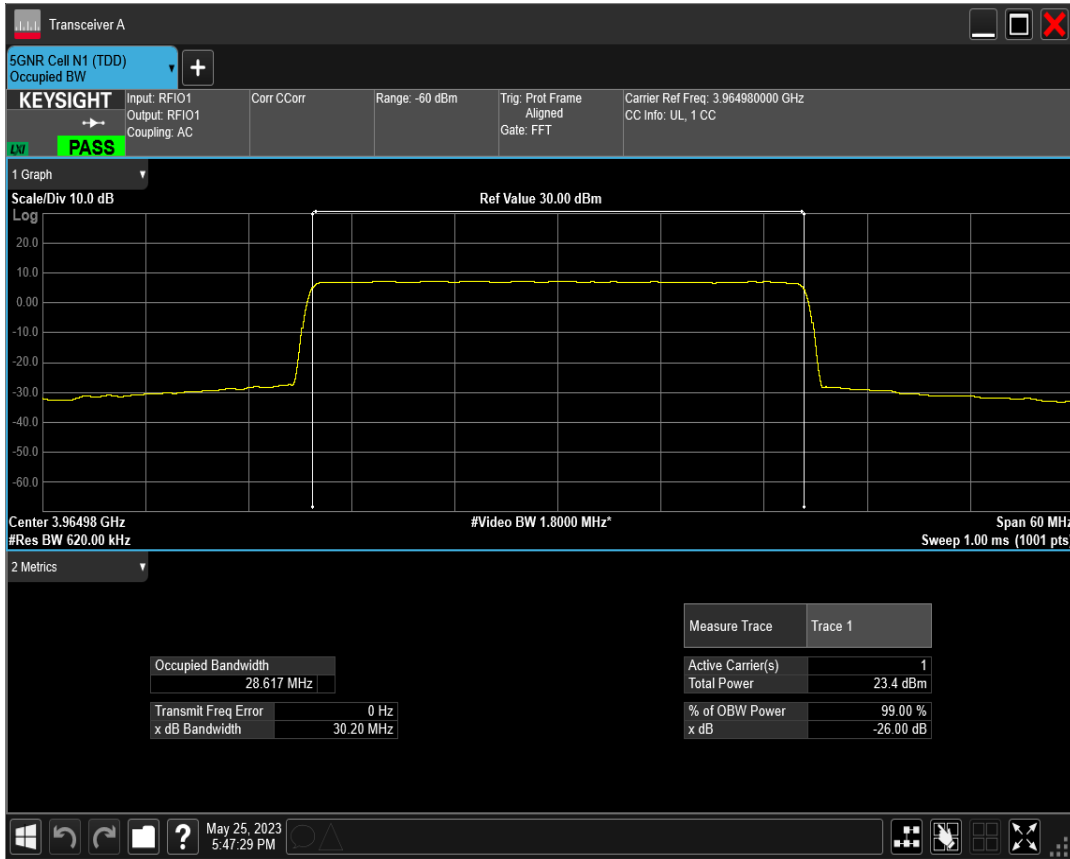 Transceiver A
5GNR Cell N1 (TDD)
Occupied BW
+
KEYSIGHT
LXI
PASS
Input: RFIO1
Output: RFIO1
Coupling: AC
Corr CCorr
Range: -60 dBm
Trig: Prot Frame
Aligned
Gate: FFT
Carrier Ref Freq: 3.964980000 GHz
CC Info: UL, 1 CC
1 Graph
Scale/Div 10.0 dB
Ref Value 30.00 dBm
Log
20.0
10.0
0.00
-10.0
-20.0
-30.0
-40.0
-50.0
-60.0
Center 3.96498 GHz
#Video BW 1.8000 MHz*
Span 60 MHz
#Res BW 620.00 kHz
Sweep 1.00 ms (1001 pts)
2 Metrics
Measure Trace Trace 1
Occupied Bandwidth
28.617 MHz
Active Carrier(s) 1
Total Power 23.4 dBm
Transmit Freq Error 0 Hz
x dB Bandwidth 30.20 MHz
% of OBW Power 99.00 %
x dB -26.00 dB
?
May 25, 2023
5:47:29 PM